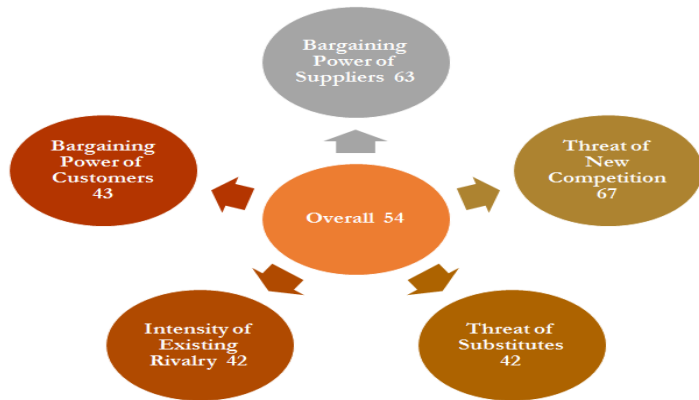 Bargaining
Power of
Suppliers 63
Bargaining
Power of
Customers
43
Threat of
New
Competition
67
Overall 54
Intensity of
Existing
Rivalry 42
Threat of
Substitutes
42